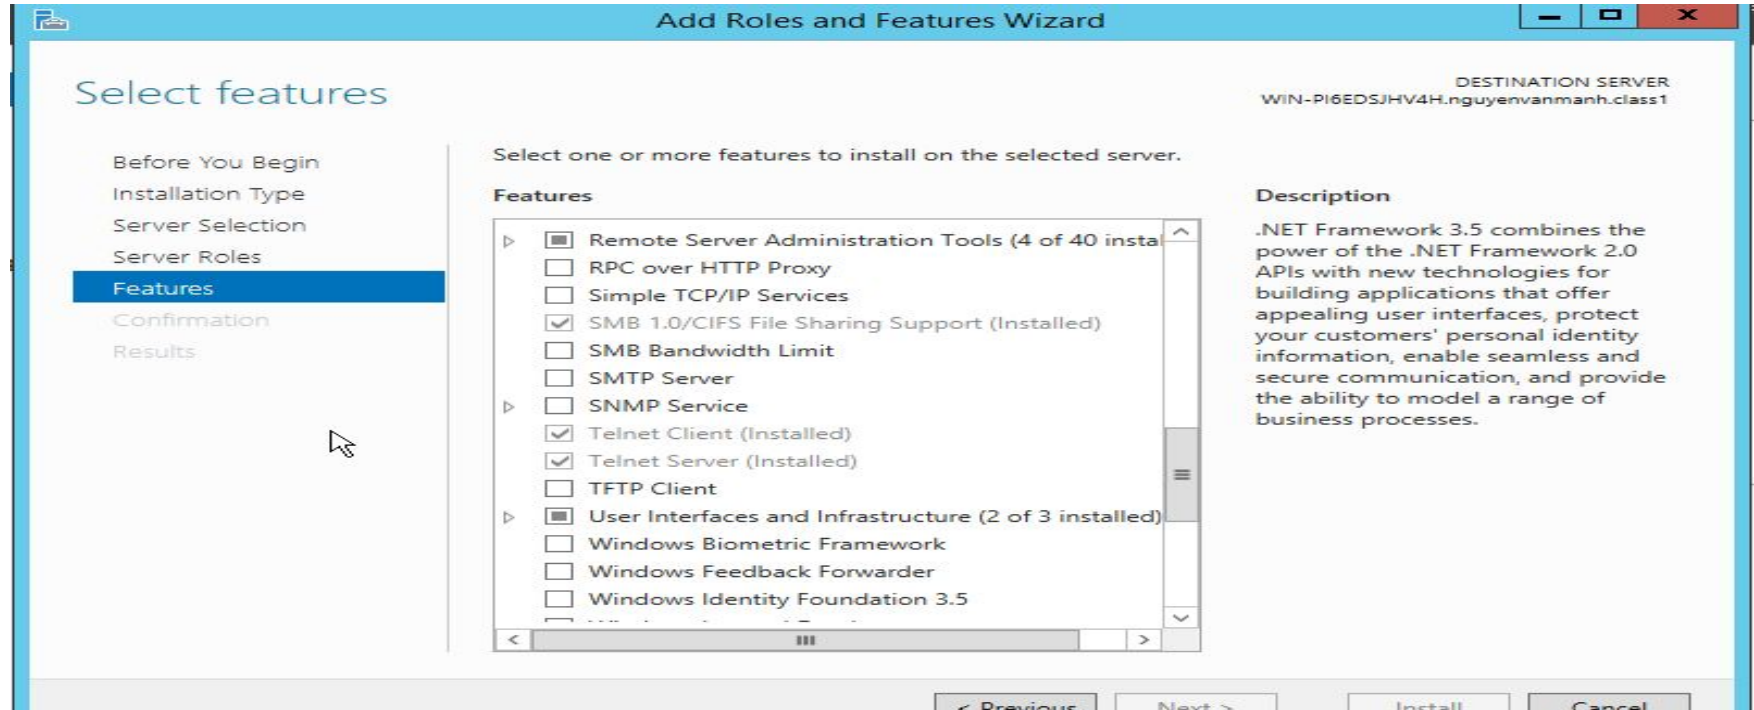 Add Roles and Features Wizard
Select features
DESTINATION SERVER
WIN-PI6EDSJHV4H.nguyenvanmanh.class1
Before You Begin
Installation Type
Server Selection
Server Roles
Features
Confirmation
Results
Select one or more features to install on the selected server.
Features
Remote Server Administration Tools (4 of 40 instal
RPC over HTTP Proxy
Simple TCP/IP Services
SMB 1.0/CIFS File Sharing Support (Installed)
SMB Bandwidth Limit
SMTP Server
SNMP Service
Telnet Client (Installed)
Telnet Server (Installed)
TFTP Client
User Interfaces and Infrastructure (2 of 3 installed)
Windows Biometric Framework
Windows Feedback Forwarder
Windows Identity Foundation 3.5
Description
.NET Framework 3.5 combines the
power of the .NET Framework 2.0
APIs with new technologies for
building applications that offer
appealing user interfaces, protect
your customers' personal identity
information, enable seamless and
secure communication, and provide
the ability to model a range of
business processes.
< Previous
Next >
Install
Cancel